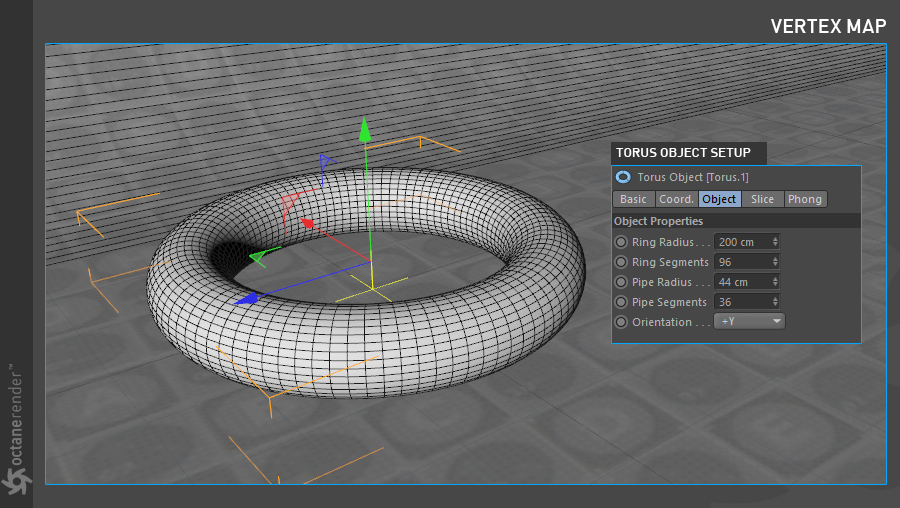 VERTEX MAP
TORUS OBJECT SETUP
Torus Object [Torus.1]
Basic Coord. Object Slice Phong
Object Properties
Ring Radius. . . 200 cm
Ring Segments 96
Pipe Radius . . . 44 cm
Pipe Segments 36
Orientation . . . +Y
octanerender™